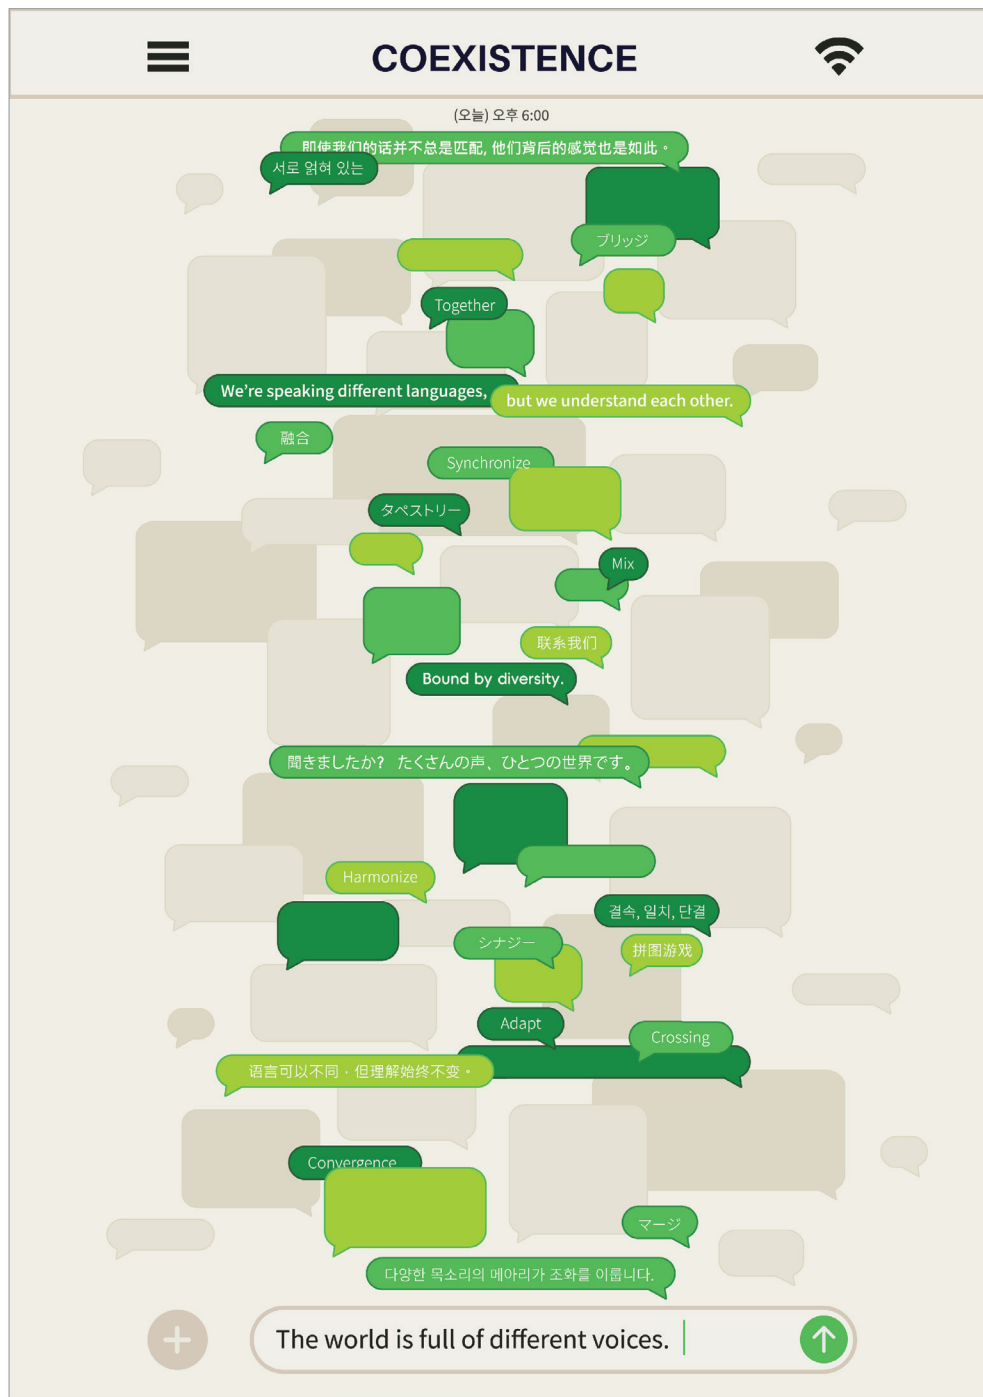 COEXISTENCE
(오늘) 오후 6:00
即使我们的话并不总是匹配, 他们背后的感觉也是如此。
서로 얽혀 있는
ブリッジ
Together
We’re speaking different languages,
but we understand each other.
融合
Synchronize
タペストリー
Mix
联系我们
Bound by diversity.
聞きましたか? たくさんの声、ひとつの世界です。
Harmonize
결속, 일치, 단결
シナジー
拼图游戏
Adapt
Crossing
语言可以不同 · 但理解始终不变。
Convergence
マージ
다양한 목소리의 메아리가 조화를 이룹니다.
The world is full of different voices.